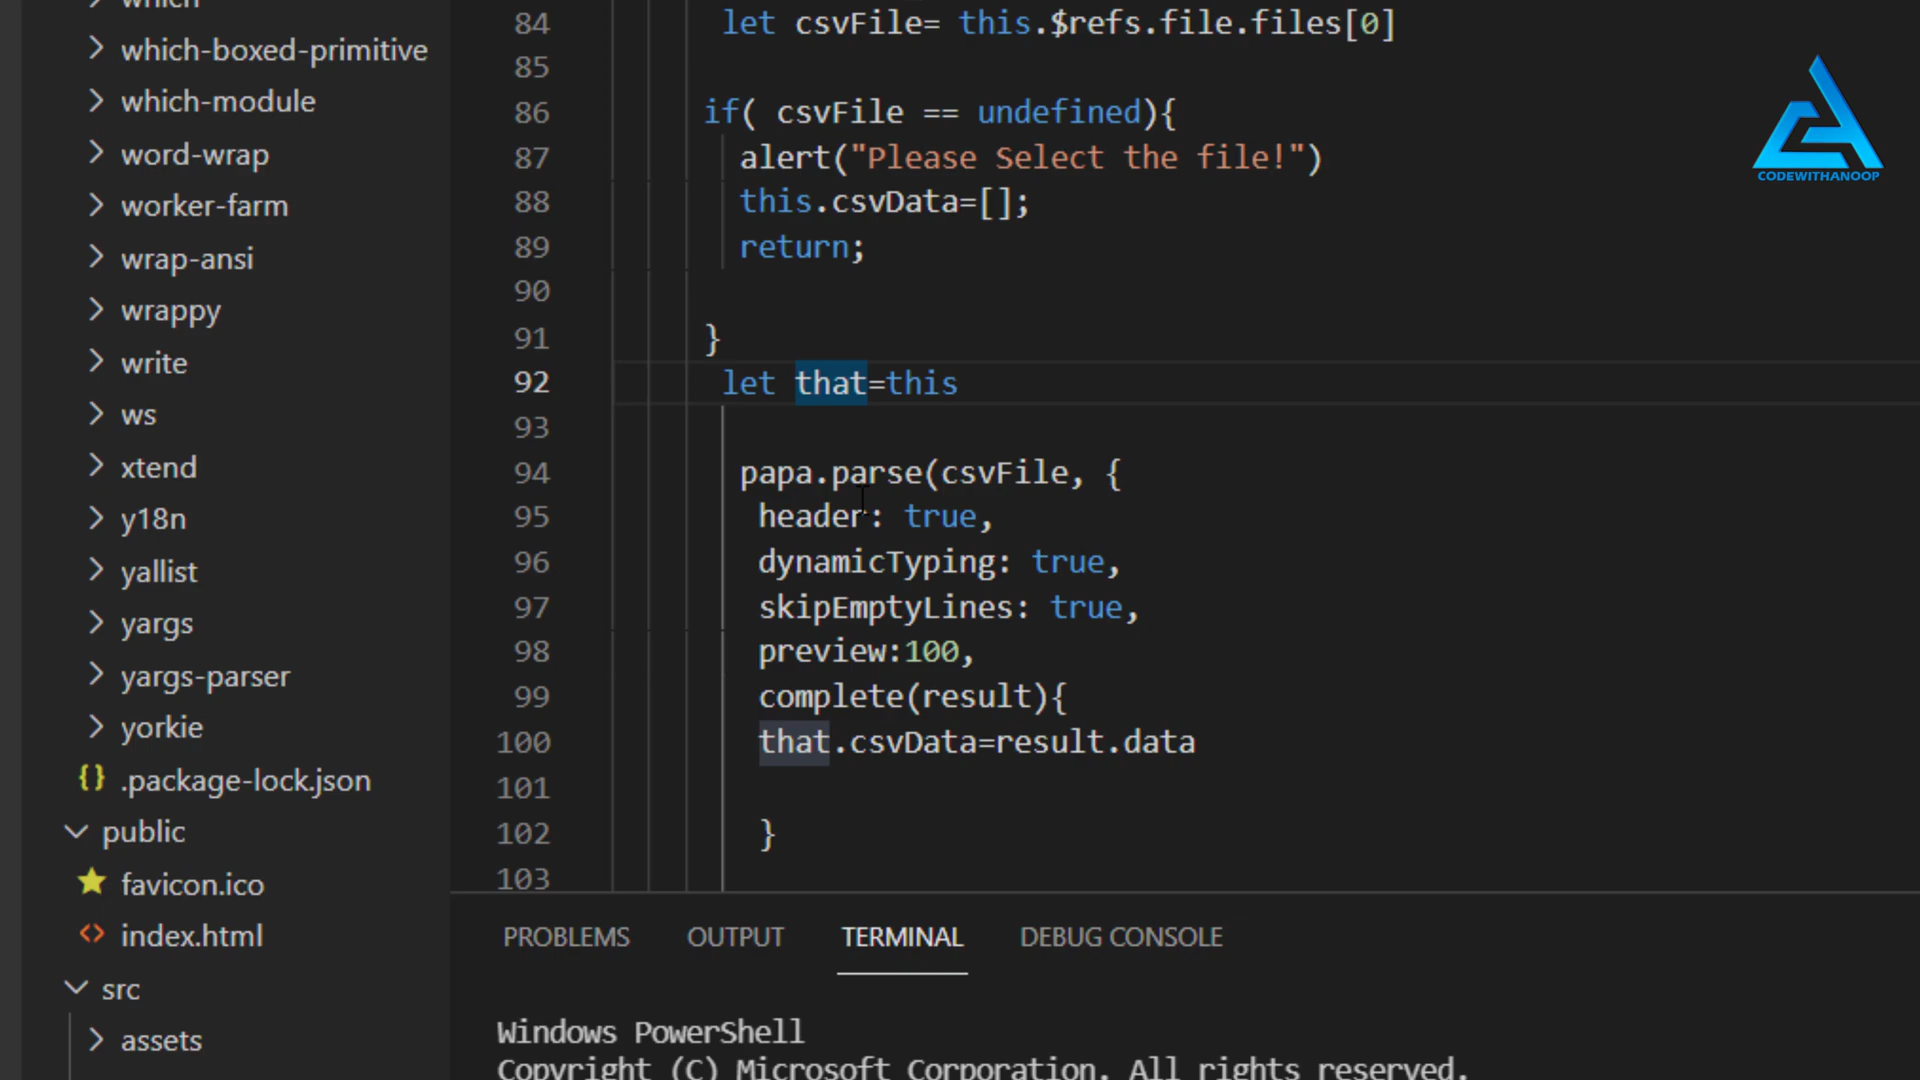 which
which-boxed-primitive
which-module
word-wrap
worker-farm
wrap-ansi
wrappy
write
ws
xtend
y18n
yallist
yargs
yargs-parser
yorkie
{} .package-lock.json
public
favicon.ico
<> index.html
src
assets
84 let csvFile= this.$refs.file.files[0]
85
86 if( csvFile == undefined){
87 alert("Please Select the file!")
88 this.csvData=[];
89 return;
90
91 }
92 let that=this
93
94 papa.parse(csvFile, {
95 header: true,
96 dynamicTyping: true,
97 skipEmptyLines: true,
98 preview:100,
99 complete(result){
100 that.csvData=result.data
101
102 }
103
CODEWITHANOOP
PROBLEMS OUTPUT TERMINAL DEBUG CONSOLE
Windows PowerShell
Copyright (C) Microsoft Corporation. All rights reserved.